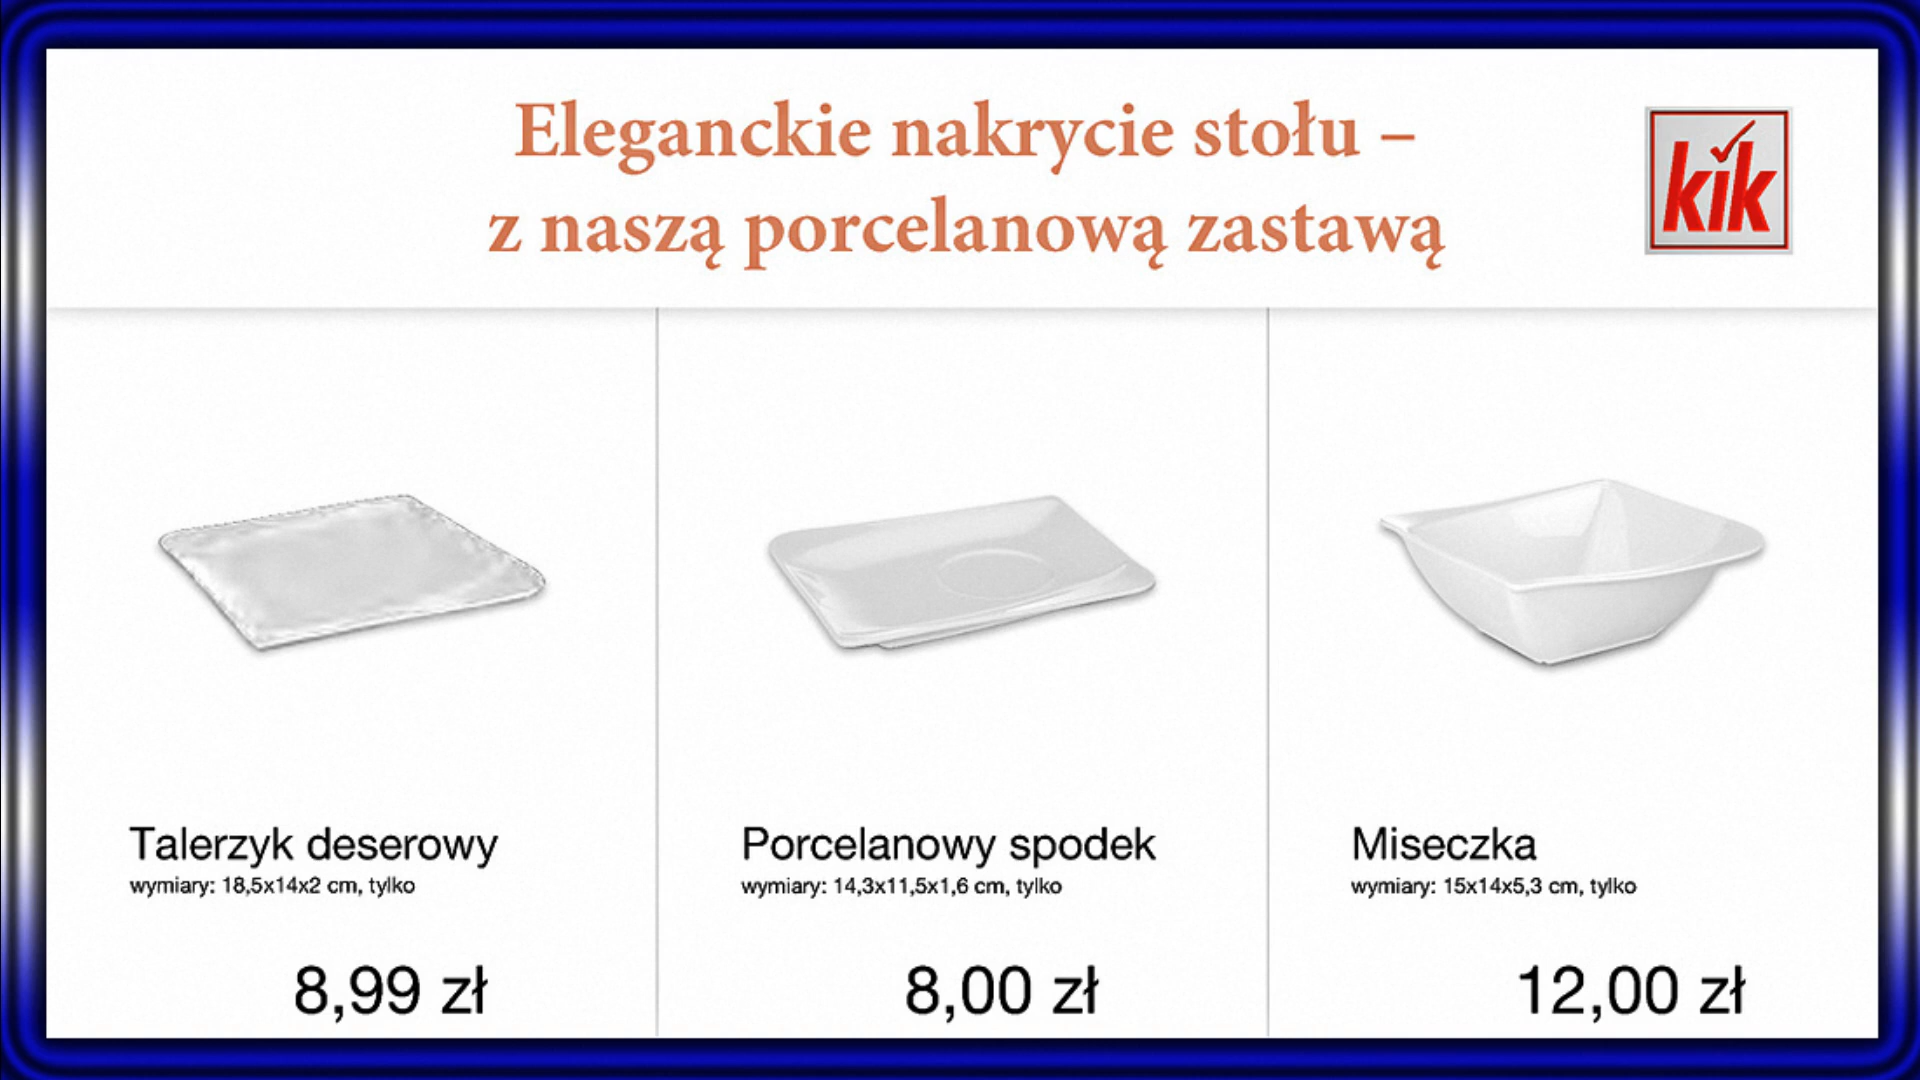 Eleganckie nakrycie stołu –
z naszą porcelanową zastawą
kik
Talerzyk deserowy
wymiary: 18,5x14x2 cm, tylko
8,99 zł
Porcelanowy spodek
wymiary: 14,3x11,5x1,6 cm, tylko
8,00 zł
Miseczka
wymiary: 15x14x5,3 cm, tylko
12,00 zł